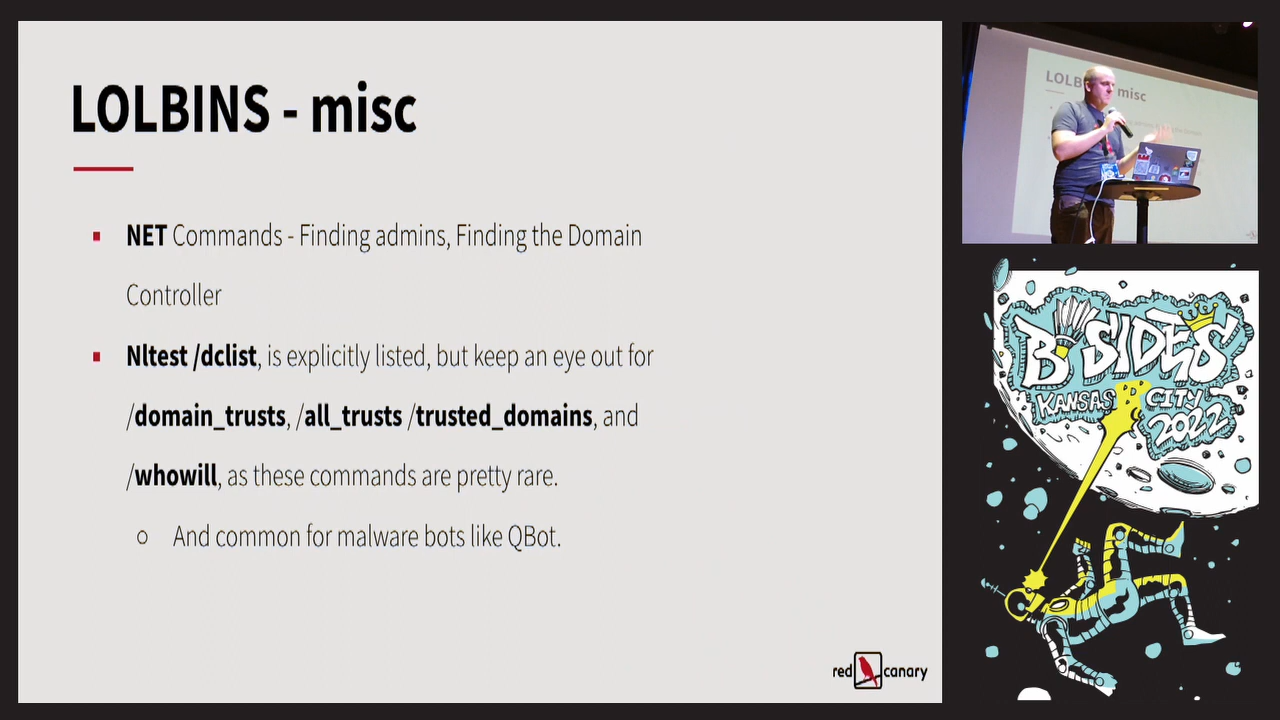 LOLBINS - misc
NET Commands - Finding admins, Finding the Domain
Controller
Nltest /dclist, is explicitly listed, but keep an eye out for
/domain_trusts, /all_trusts /trusted_domains, and
/whowill, as these commands are pretty rare.
And common for malware bots like QBot.
red canary
LOLB
misc
B SIDES
KANSAS CITY
2022